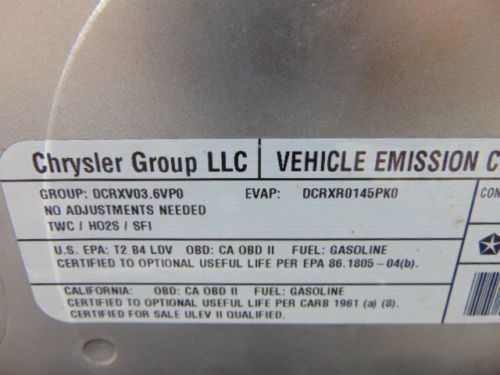 Chrysler Group LLC VEHICLE EMISSION C
GROUP: DCRXV03.6VP0 EVAP: DCRXR0145PK0
NO ADJUSTMENTS NEEDED
TWC / HO2S / SFI
U.S. EPA: T2 B4 LDV OBD: CA OBD II FUEL: GASOLINE
CERTIFIED TO OPTIONAL USEFUL LIFE PER EPA 86.1805-04(b).
CALIFORNIA: OBD: CA OBD II FUEL: GASOLINE
CERTIFIED TO OPTIONAL USEFUL LIFE PER CARB 1961 (a) (8).
CERTIFIED FOR SALE ULEV II QUALIFIED.